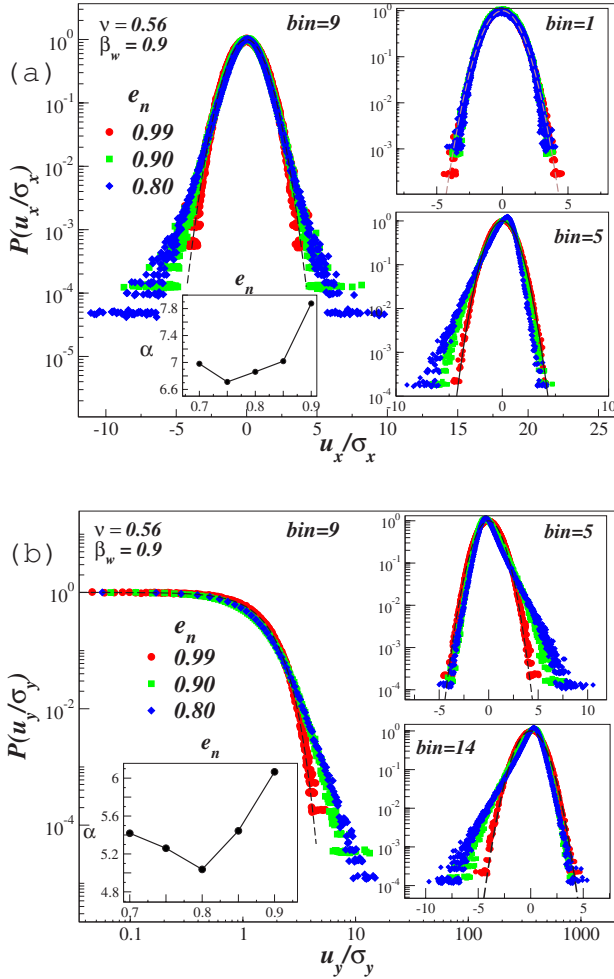 (a)
ν = 0.56
β_w = 0.9
bin=9
e_n
0.99
0.90
0.80
P(u_x/σ_x)
10^0
10^-1
10^-2
10^-3
10^-4
10^-5
-10 -5 0 5 10 15 20 25
u_x/σ_x
e_n
α
7.8
7.4
7
6.6
0.7 0.8 0.9
bin=1
10^0
10^-1
10^-2
10^-3
-5 0 5
bin=5
10^0
10^-1
10^-2
10^-3
10^-4
-10 -5 0 5 10
(b)
ν = 0.56
β_w = 0.9
bin=9
e_n
0.99
0.90
0.80
P(u_y/σ_y)
10^0
10^-2
10^-4
0.1 1 10 100 1000
u_y/σ_y
e_n
α
6
5.6
5.2
4.8
0.7 0.8 0.9
bin=5
10^0
10^-1
10^-2
10^-3
10^-4
-5 0 5 10
bin=14
10^0
10^-1
10^-2
10^-3
10^-4
-10 -5 0 5